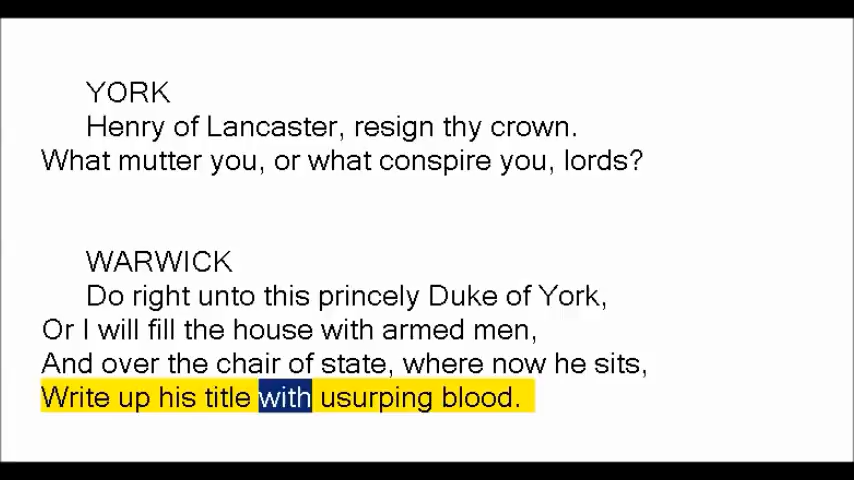 YORK
Henry of Lancaster, resign thy crown.
What mutter you, or what conspire you, lords?
WARWICK
Do right unto this princely Duke of York,
Or I will fill the house with armed men,
And over the chair of state, where now he sits,
Write up his title with usurping blood.